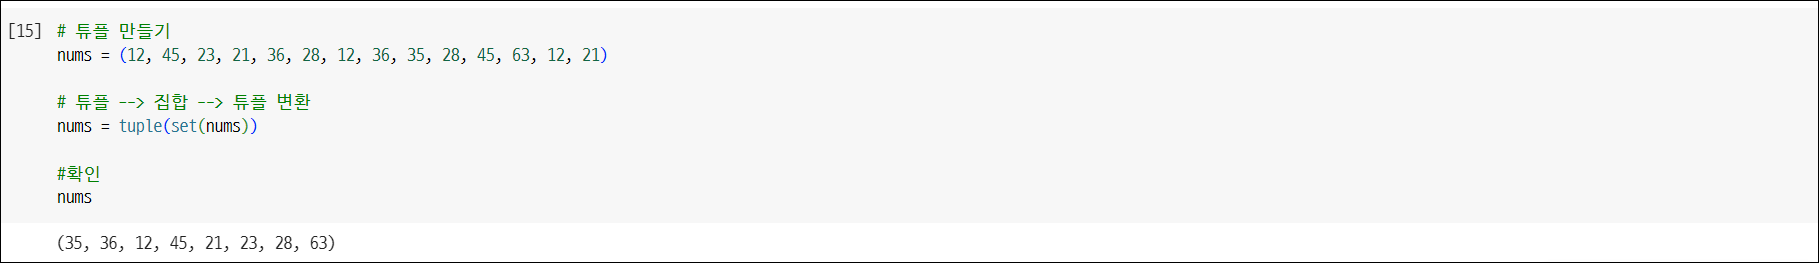 [15] # 튜플 만들기
nums = (12, 45, 23, 21, 36, 28, 12, 36, 35, 28, 45, 63, 12, 21)
# 튜플 --> 집합 --> 튜플 변환
nums = tuple(set(nums))
#확인
nums
(35, 36, 12, 45, 21, 23, 28, 63)